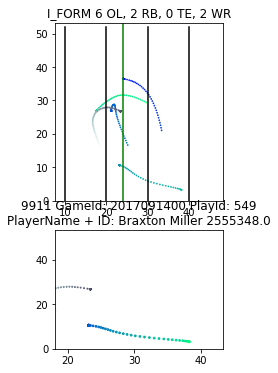 I_FORM 6 OL, 2 RB, 0 TE, 2 WR
50
40
30
20
10
0
10 20 30 40
9911 GameId: 2017091400 PlayId: 549
PlayerName + ID: Braxton Miller 2555348.0
40
20
0
20 30 40